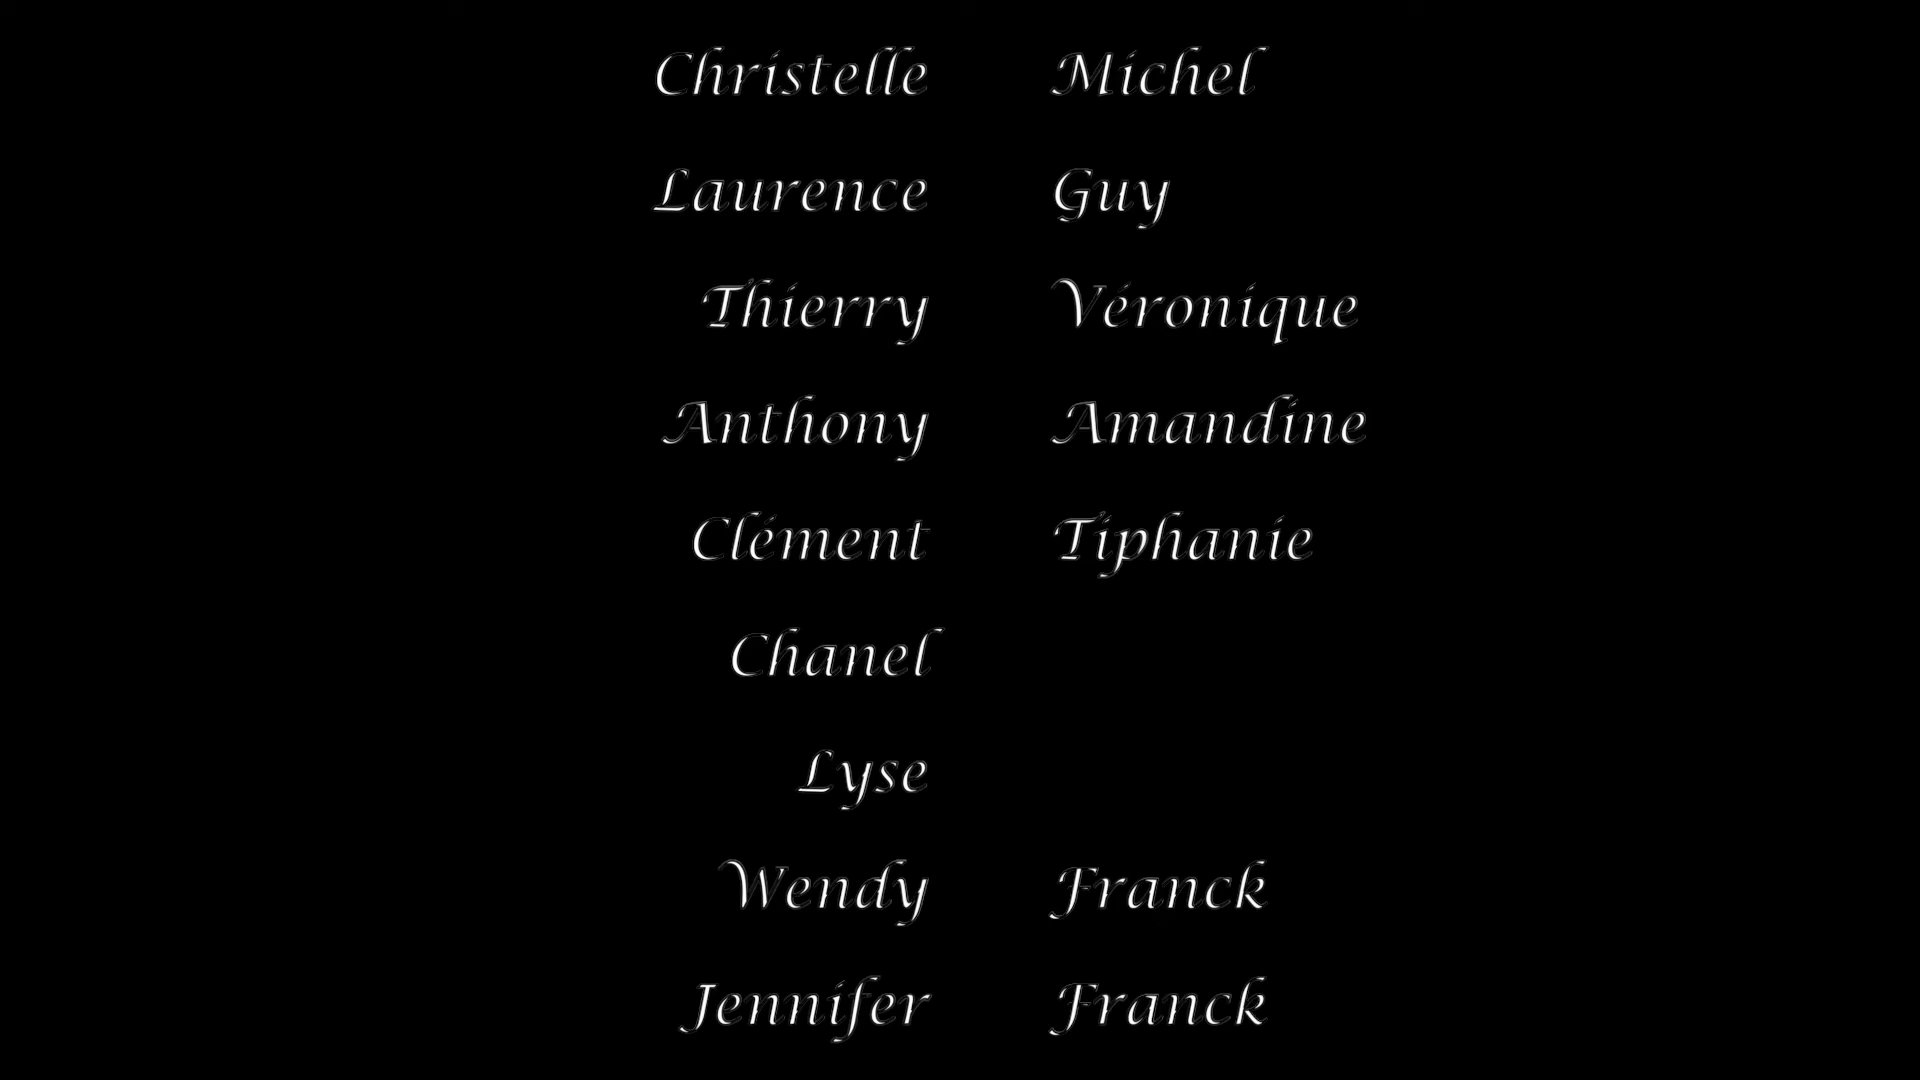 Christelle Michel
Laurence Guy
Thierry Véronique
Anthony Amandine
Clément Tiphanie
Chanel
Lyse
Wendy Franck
Jennifer Franck